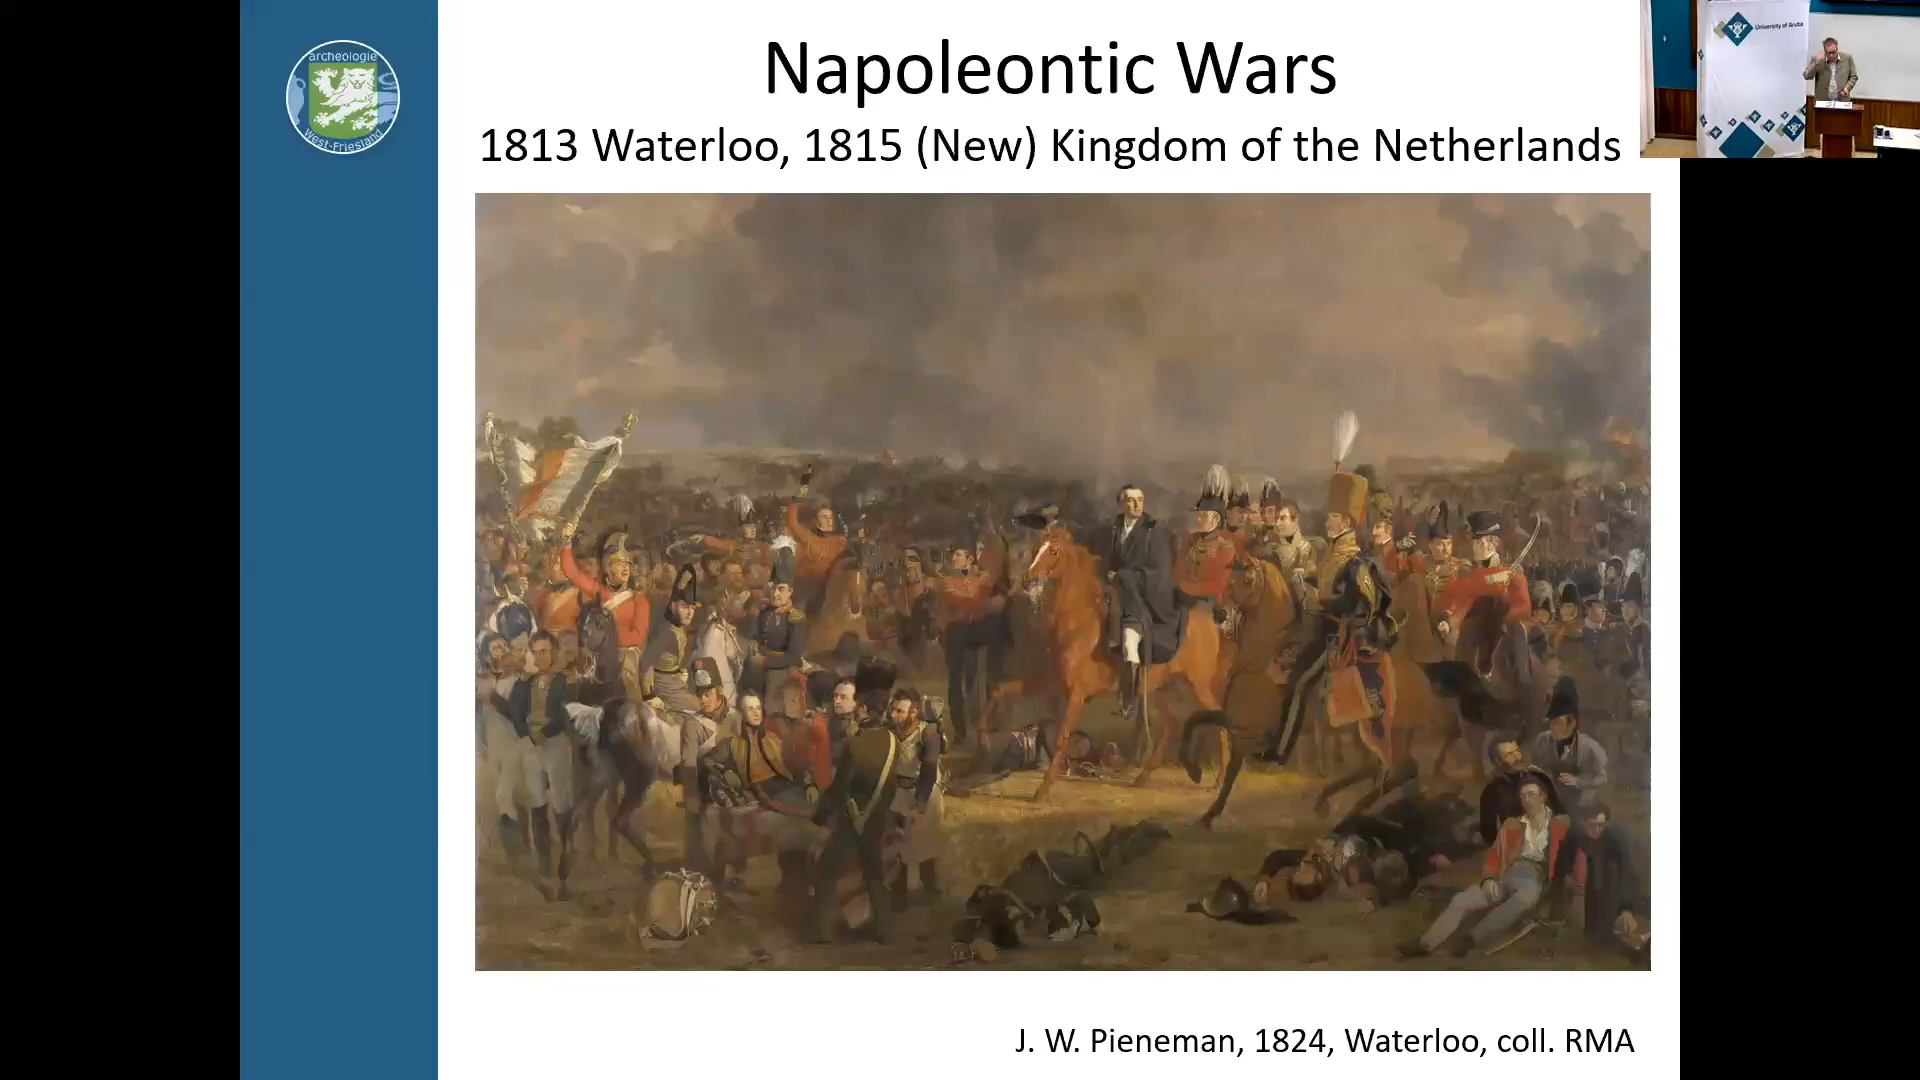 archeologie
West-Friesland
Napoleontic Wars
1813 Waterloo, 1815 (New) Kingdom of the Netherlands
University of Aruba
J. W. Pieneman, 1824, Waterloo, coll. RMA